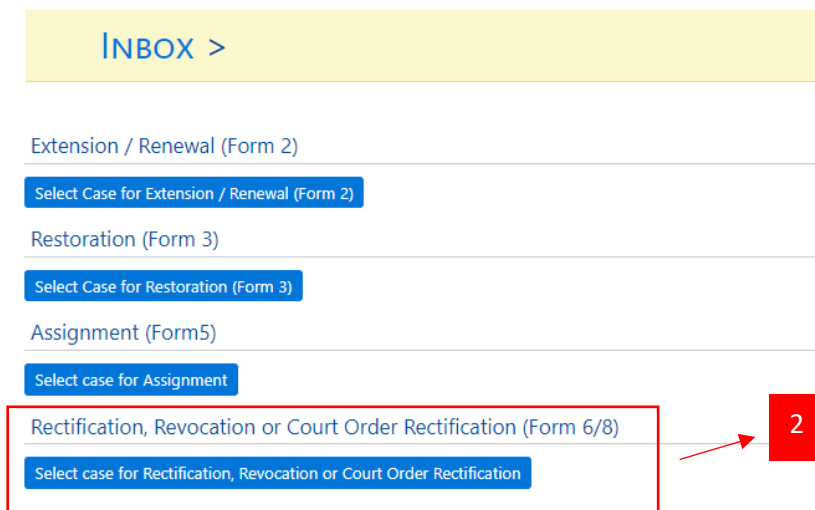 INBOX >
Extension / Renewal (Form 2)
Select Case for Extension / Renewal (Form 2)
Restoration (Form 3)
Select Case for Restoration (Form 3)
Assignment (Form5)
Select case for Assignment
Rectification, Revocation or Court Order Rectification (Form 6/8)
2
Select case for Rectification, Revocation or Court Order Rectification